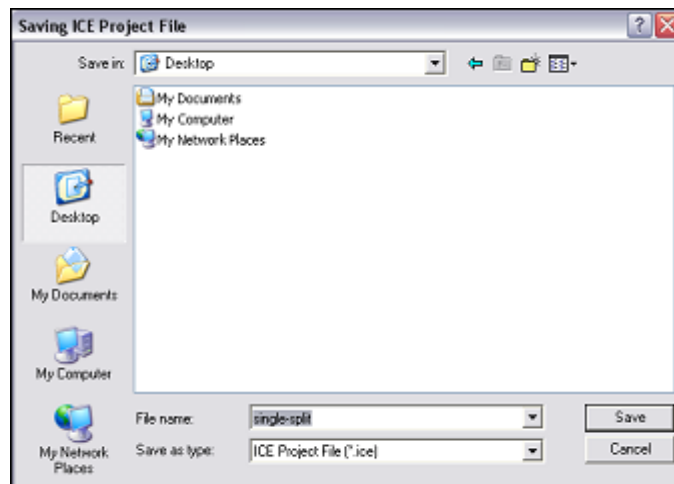 Saving ICE Project File
Save in: Desktop
My Documents
My Computer
My Network Places
Recent
Desktop
My Documents
My Computer
My Network
Places
File name: single-split
Save as type: ICE Project File (*.ice)
Save
Cancel